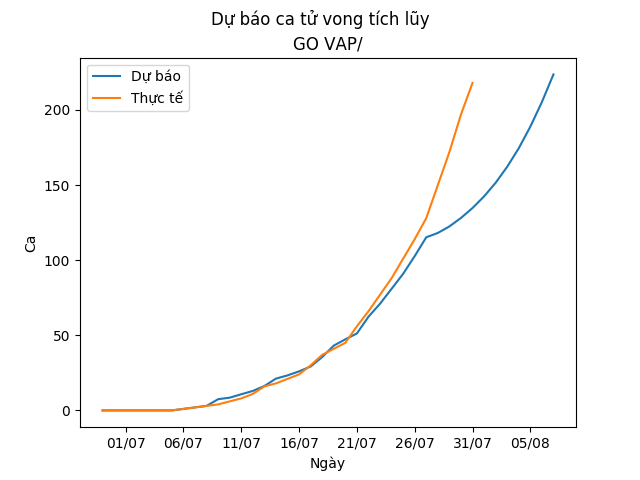 Dự báo ca tử vong tích lũy
GO VAP/
Dự báo
Thực tế
Ca
200
150
100
50
0
01/07 06/07 11/07 16/07 21/07 26/07 31/07 05/08
Ngày